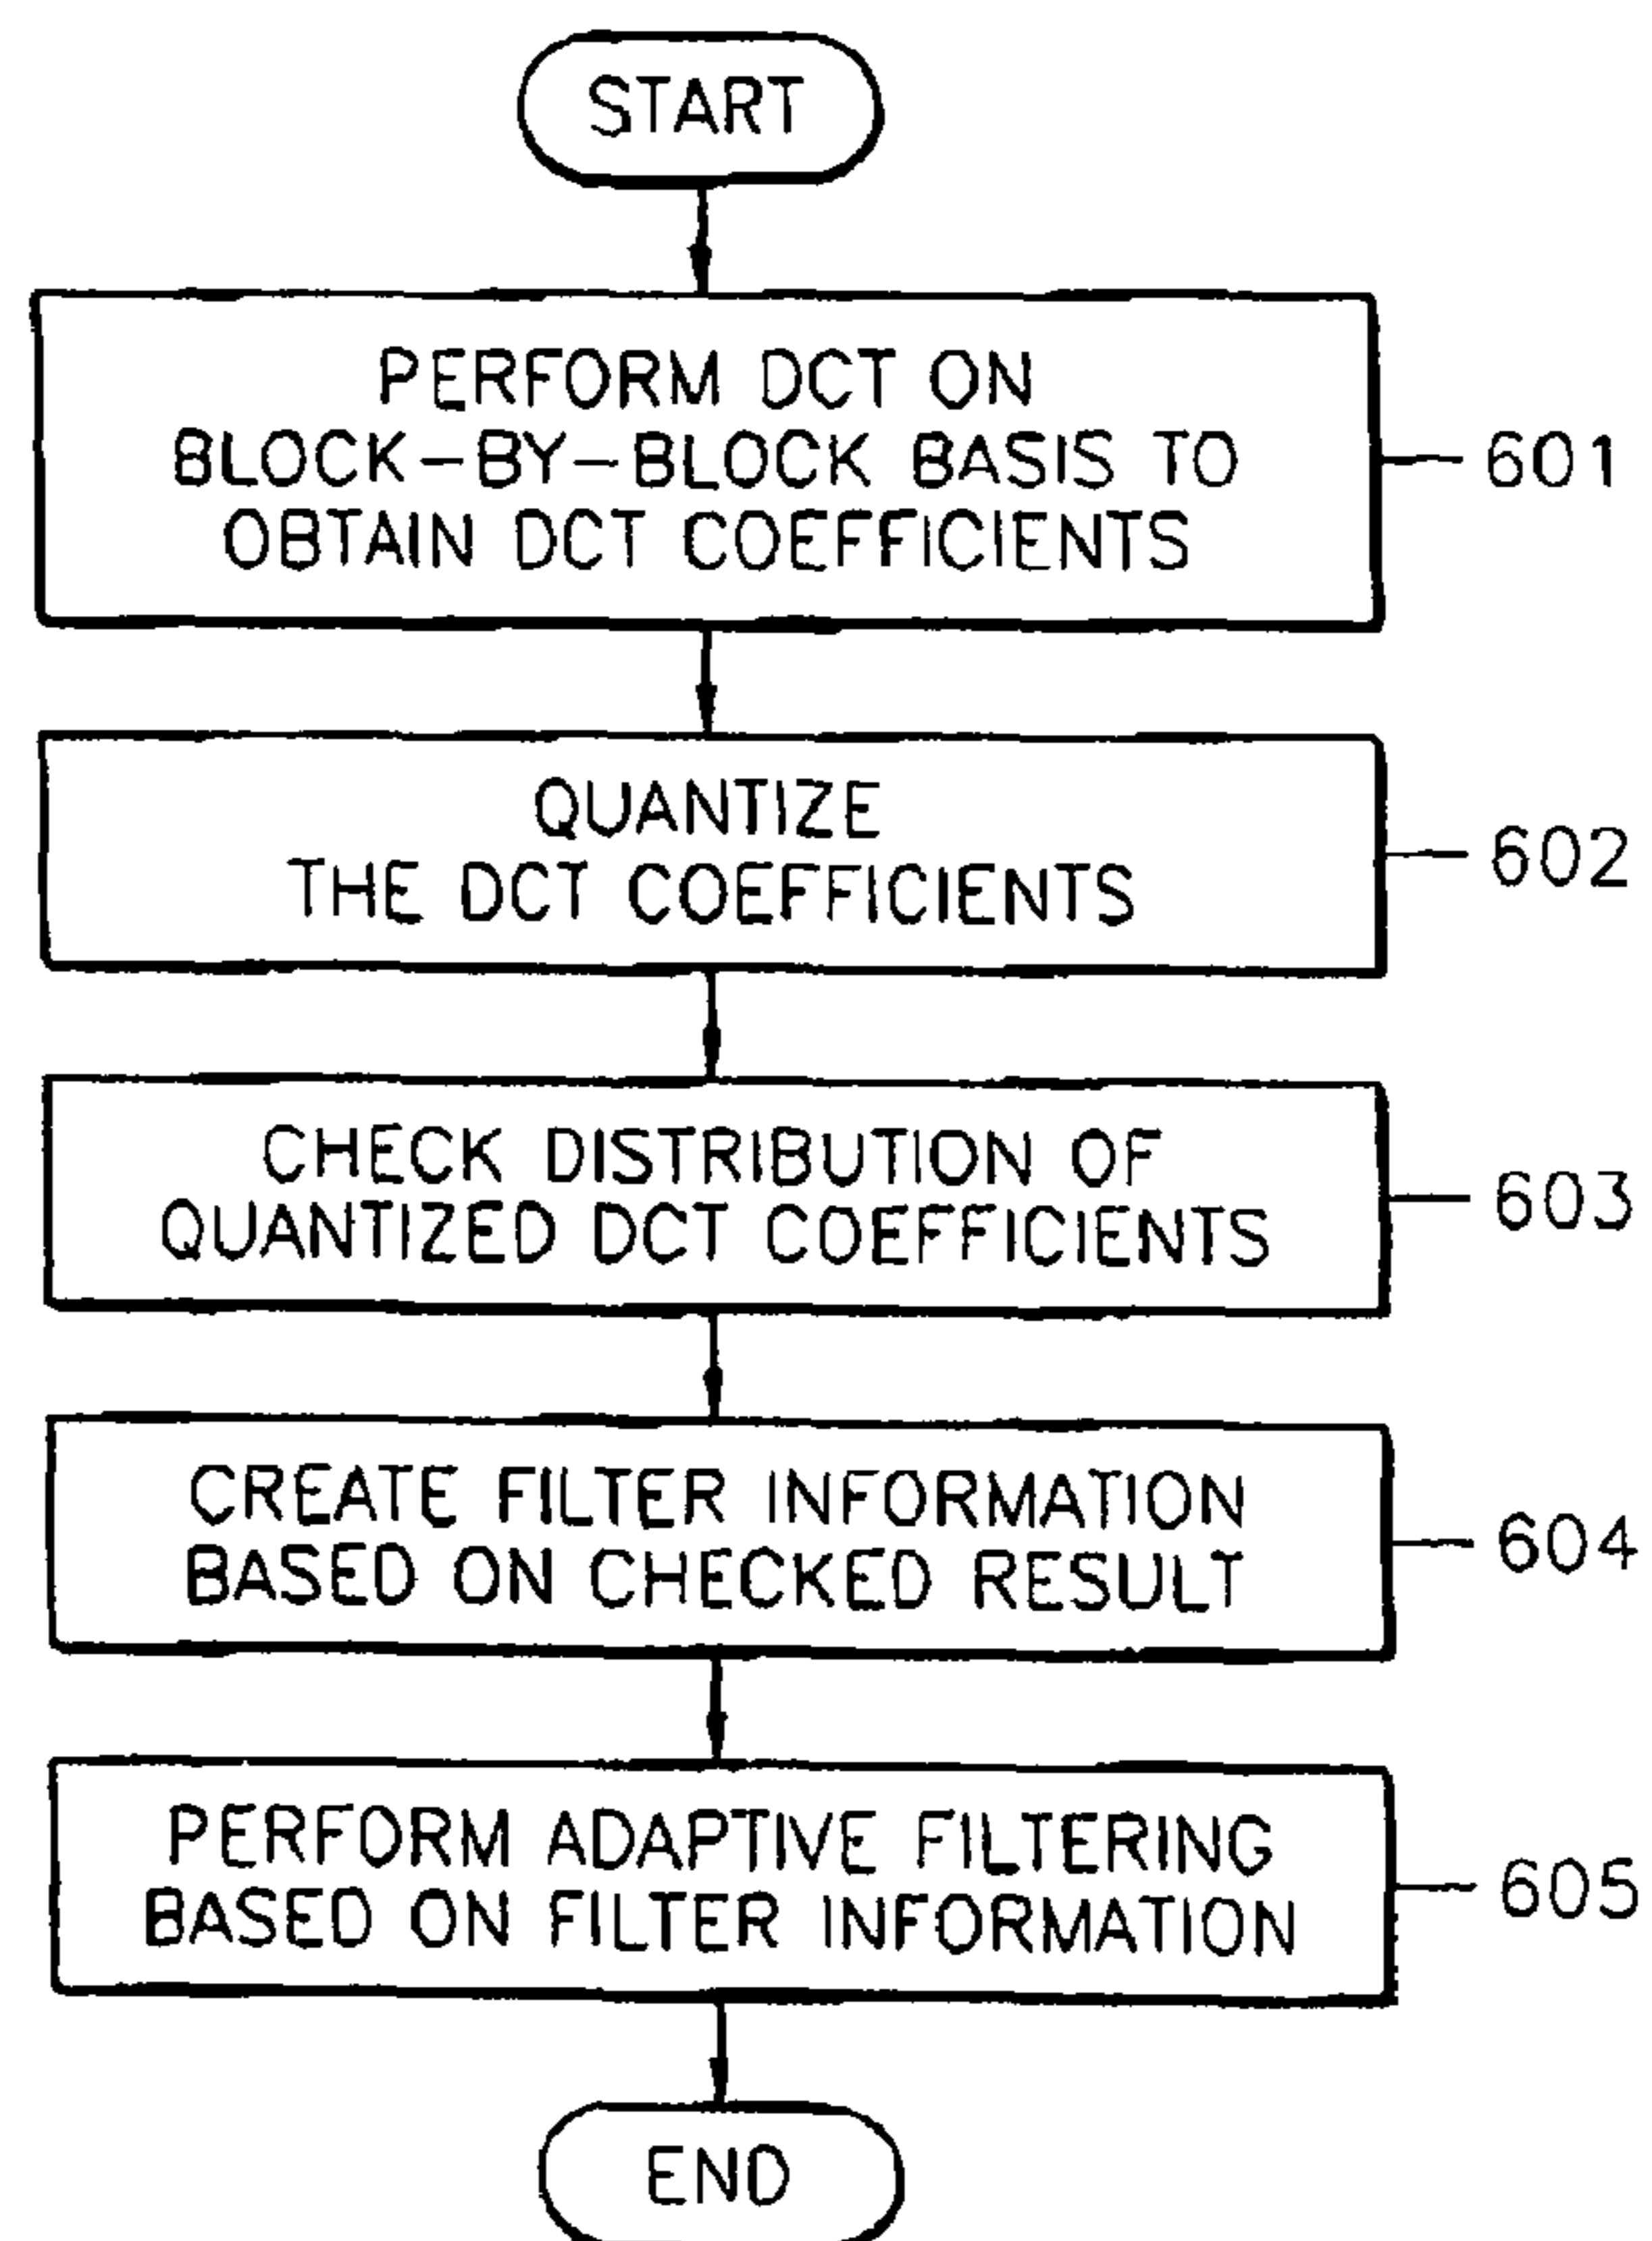 START
PERFORM DCT ON
BLOCK-BY-BLOCK BASIS TO
OBTAIN DCT COEFFICIENTS
601
QUANTIZE
THE DCT COEFFICIENTS
602
CHECK DISTRIBUTION OF
QUANTIZED DCT COEFFICIENTS
603
CREATE FILTER INFORMATION
BASED ON CHECKED RESULT
604
PERFORM ADAPTIVE FILTERING
BASED ON FILTER INFORMATION
605
END